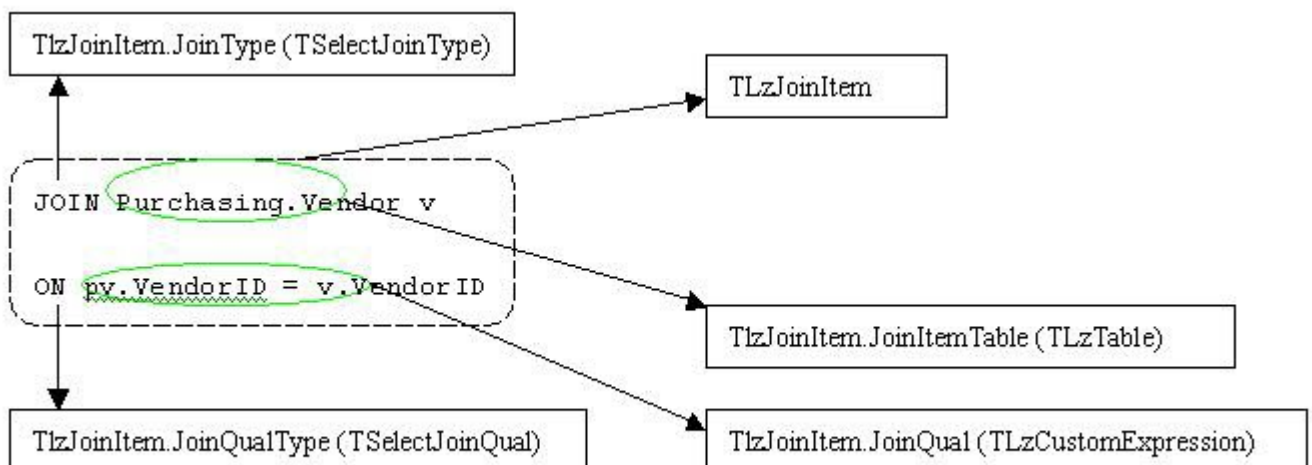 TlzJoinItem.JoinType (TSelectJoinType)
TLzJoinItem
JOIN Purchasing.Vendor v
ON pv.VendorID = v.VendorID
TlzJoinItem.JoinItemTable (TLzTable)
TlzJoinItem.JoinQualType (TSelectJoinQual)
TlzJoinItem.JoinQual (TLzCustomExpression)